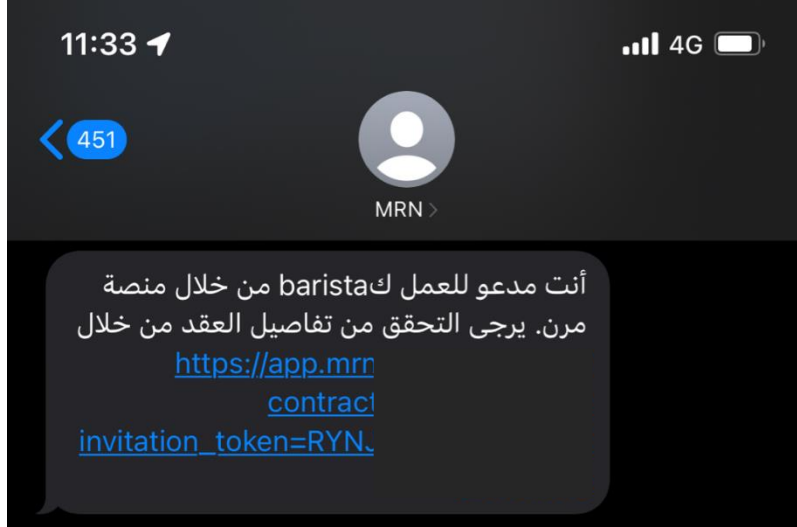 11:33
4G
451
MRN
أنت مدعو للعمل كbarista من خلال منصة
مرن. يرجى التحقق من تفاصيل العقد من خلال
https://app.mrn
contract
invitation_token=RYN